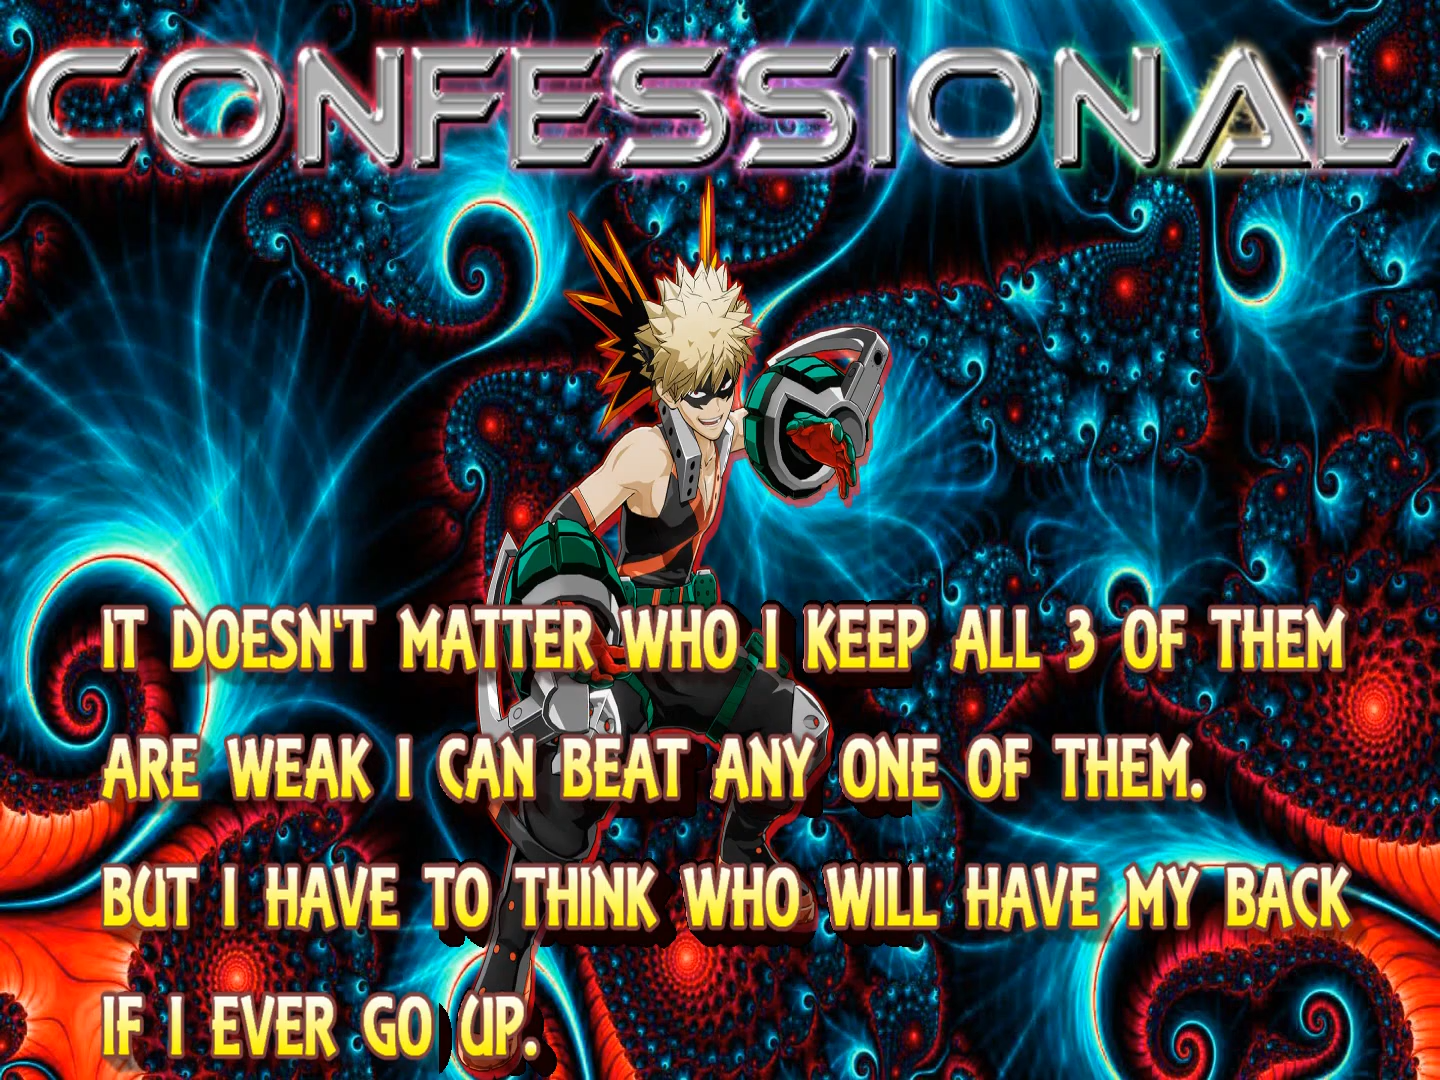 CONFESSIONAL
IT DOESN'T MATTER WHO I KEEP ALL 3 OF THEM
ARE WEAK I CAN BEAT ANY ONE OF THEM.
BUT I HAVE TO THINK WHO WILL HAVE MY BACK
IF I EVER GO UP.